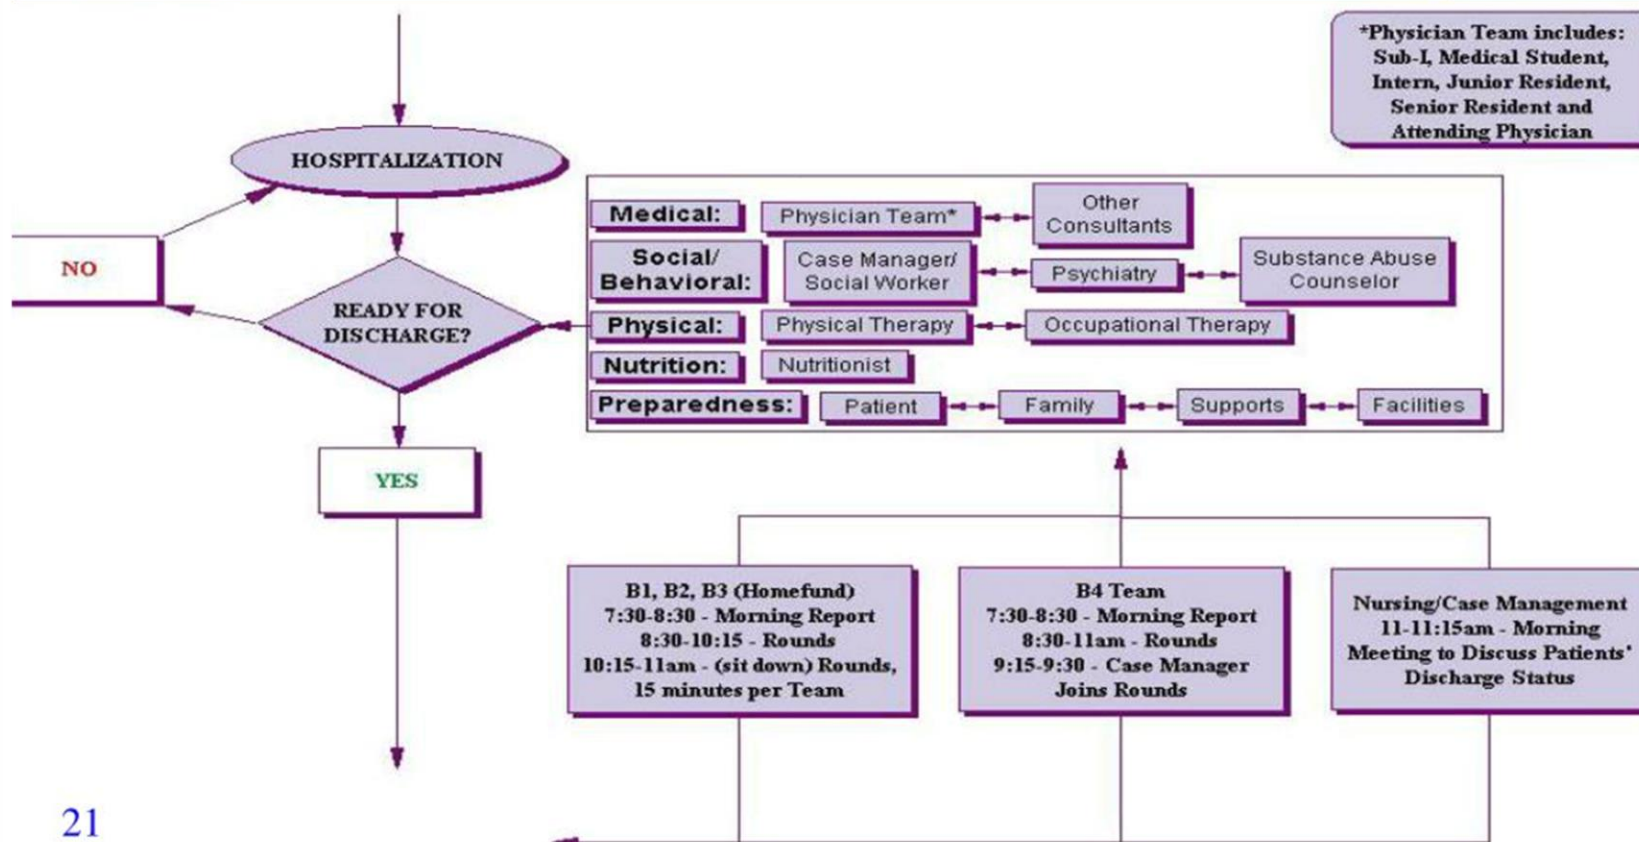 *Physician Team includes:
Sub-I, Medical Student,
Intern, Junior Resident,
Senior Resident and
Attending Physician
HOSPITALIZATION
NO
READY FOR
DISCHARGE?
YES
Medical:
Physician Team*
Other
Consultants
Social/
Behavioral:
Case Manager/
Social Worker
Psychiatry
Substance Abuse
Counselor
Physical:
Physical Therapy
Occupational Therapy
Nutrition:
Nutritionist
Preparedness:
Patient
Family
Supports
Facilities
B1, B2, B3 (Homefund)
7:30-8:30 - Morning Report
8:30-10:15 - Rounds
10:15-11am - (sit down) Rounds,
15 minutes per Team
B4 Team
7:30-8:30 - Morning Report
8:30-11am - Rounds
9:15-9:30 - Case Manager
Joins Rounds
Nursing/Case Management
11-11:15am - Morning
Meeting to Discuss Patients'
Discharge Status
21